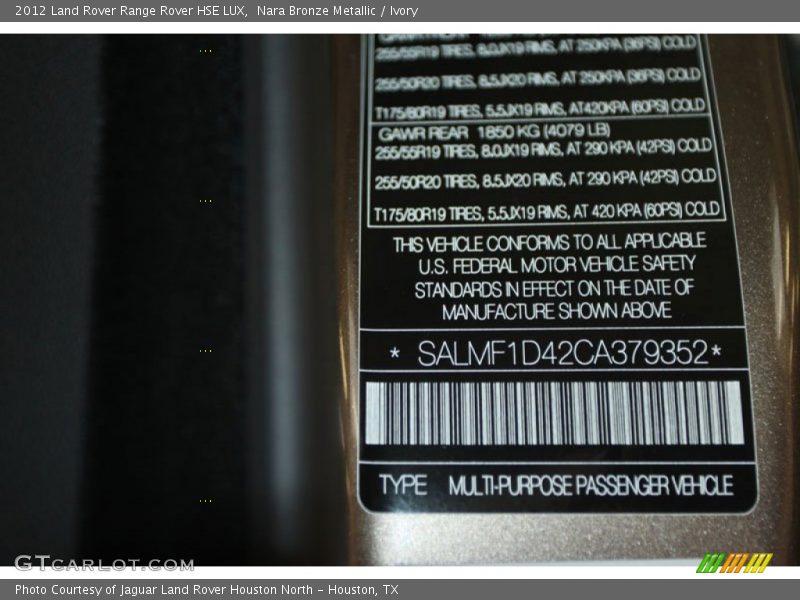 2012 Land Rover Range Rover HSE LUX,  Nara Bronze Metallic / Ivory
255/55R19 TIRES, 8.0JX19 RIMS, AT 250KPA (36PSI) COLD
255/50R20 TIRES, 8.5JX20 RIMS, AT 250KPA (36PSI) COLD
T175/80R19 TIRES, 5.5JX19 RIMS, AT420KPA (60PSI) COLD
GAWR REAR  1850 KG (4079 LB)
255/55R19 TIRES, 8.0JX19 RIMS, AT 290 KPA (42PSI) COLD
255/50R20 TIRES, 8.5JX20 RIMS, AT 290 KPA (42PSI) COLD
T175/80R19 TIRES, 5.5JX19 RIMS, AT 420 KPA (60PSI) COLD
THIS VEHICLE CONFORMS TO ALL APPLICABLE
U.S. FEDERAL MOTOR VEHICLE SAFETY
STANDARDS IN EFFECT ON THE DATE OF
MANUFACTURE SHOWN ABOVE
* SALMF1D42CA379352*
TYPE  MULTI-PURPOSE PASSENGER VEHICLE
GTCARLOT.COM
Photo Courtesy of Jaguar Land Rover Houston North - Houston, TX